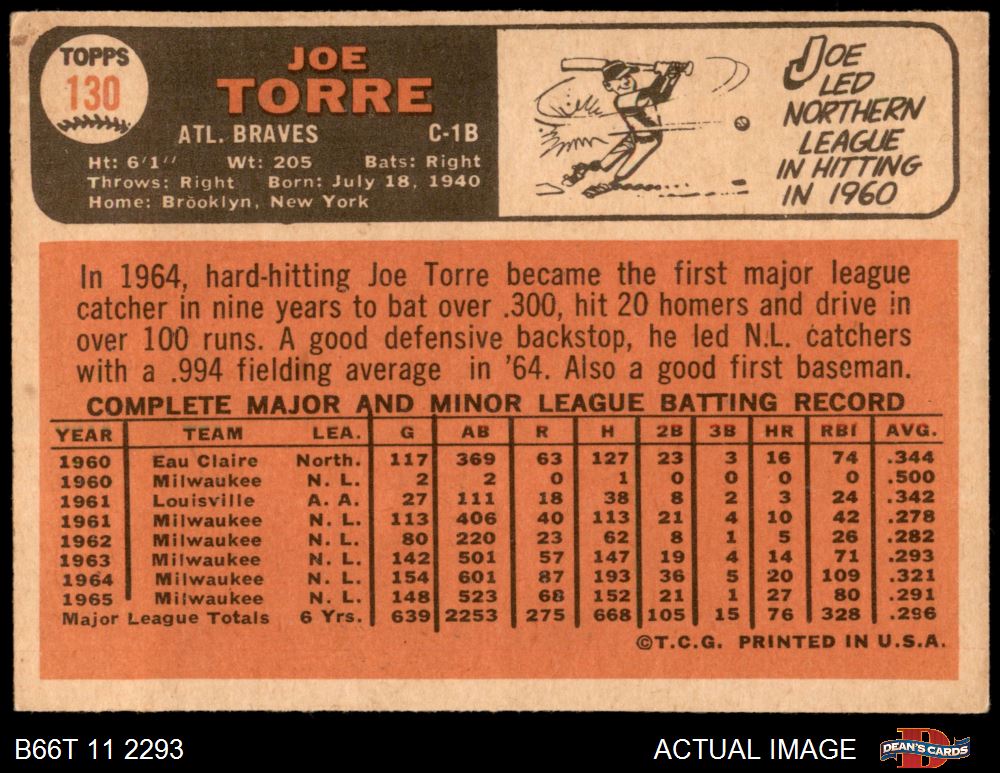 TOPPS
130
JOE
TORRE
ATL. BRAVES C-1B
Ht: 6'1" Wt: 205 Bats: Right
Throws: Right Born: July 18, 1940
Home: Brooklyn, New York
JOE
LED
NORTHERN
LEAGUE
IN HITTING
IN 1960
In 1964, hard-hitting Joe Torre became the first major league
catcher in nine years to bat over .300, hit 20 homers and drive in
over 100 runs. A good defensive backstop, he led N.L. catchers
with a .994 fielding average in '64. Also a good first baseman.
COMPLETE MAJOR AND MINOR LEAGUE BATTING RECORD
YEAR TEAM LEA. G AB R H 2B 3B HR RBI AVG.
1960 Eau Claire North. 117 369 63 127 23 3 16 74 .344
1960 Milwaukee N. L. 2 2 0 1 0 0 0 0 .500
1961 Louisville A. A. 27 111 18 38 8 2 3 24 .342
1961 Milwaukee N. L. 113 406 40 113 21 4 10 42 .278
1962 Milwaukee N. L. 80 220 23 62 8 1 5 26 .282
1963 Milwaukee N. L. 142 501 57 147 19 4 14 71 .293
1964 Milwaukee N. L. 154 601 87 193 36 5 20 109 .321
1965 Milwaukee N. L. 148 523 68 152 21 1 27 80 .291
Major League Totals 6 Yrs. 639 2253 275 668 105 15 76 328 .296
©T.C.G. PRINTED IN U.S.A.
B66T 11 2293 ACTUAL IMAGE
DEAN'S CARDS